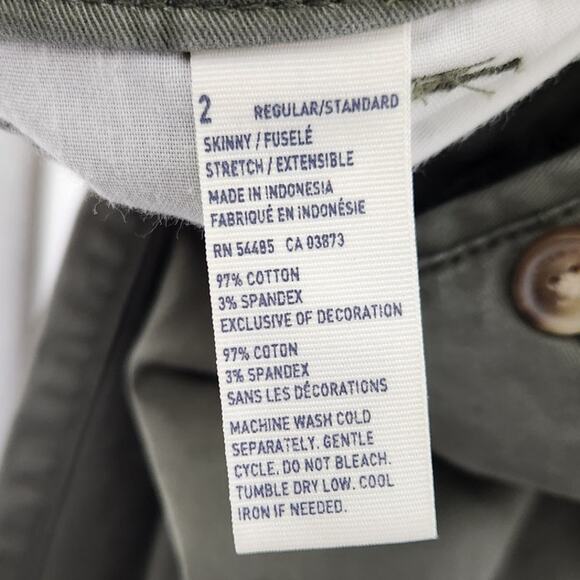 2 REGULAR/STANDARD
SKINNY / FUSELÉ
STRETCH / EXTENSIBLE
MADE IN INDONESIA
FABRIQUÉ EN INDONÉSIE
RN 54485 CA 03873
97% COTTON
3% SPANDEX
EXCLUSIVE OF DECORATION
97% COTON
3% SPANDEX
SANS LES DÉCORATIONS
MACHINE WASH COLD
SEPARATELY. GENTLE
CYCLE. DO NOT BLEACH.
TUMBLE DRY LOW. COOL
IRON IF NEEDED.